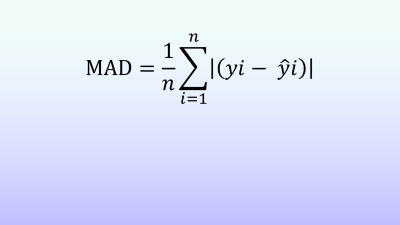 MAD = 1/n ∑_{i=1}^{n} |(yi − ŷi)|